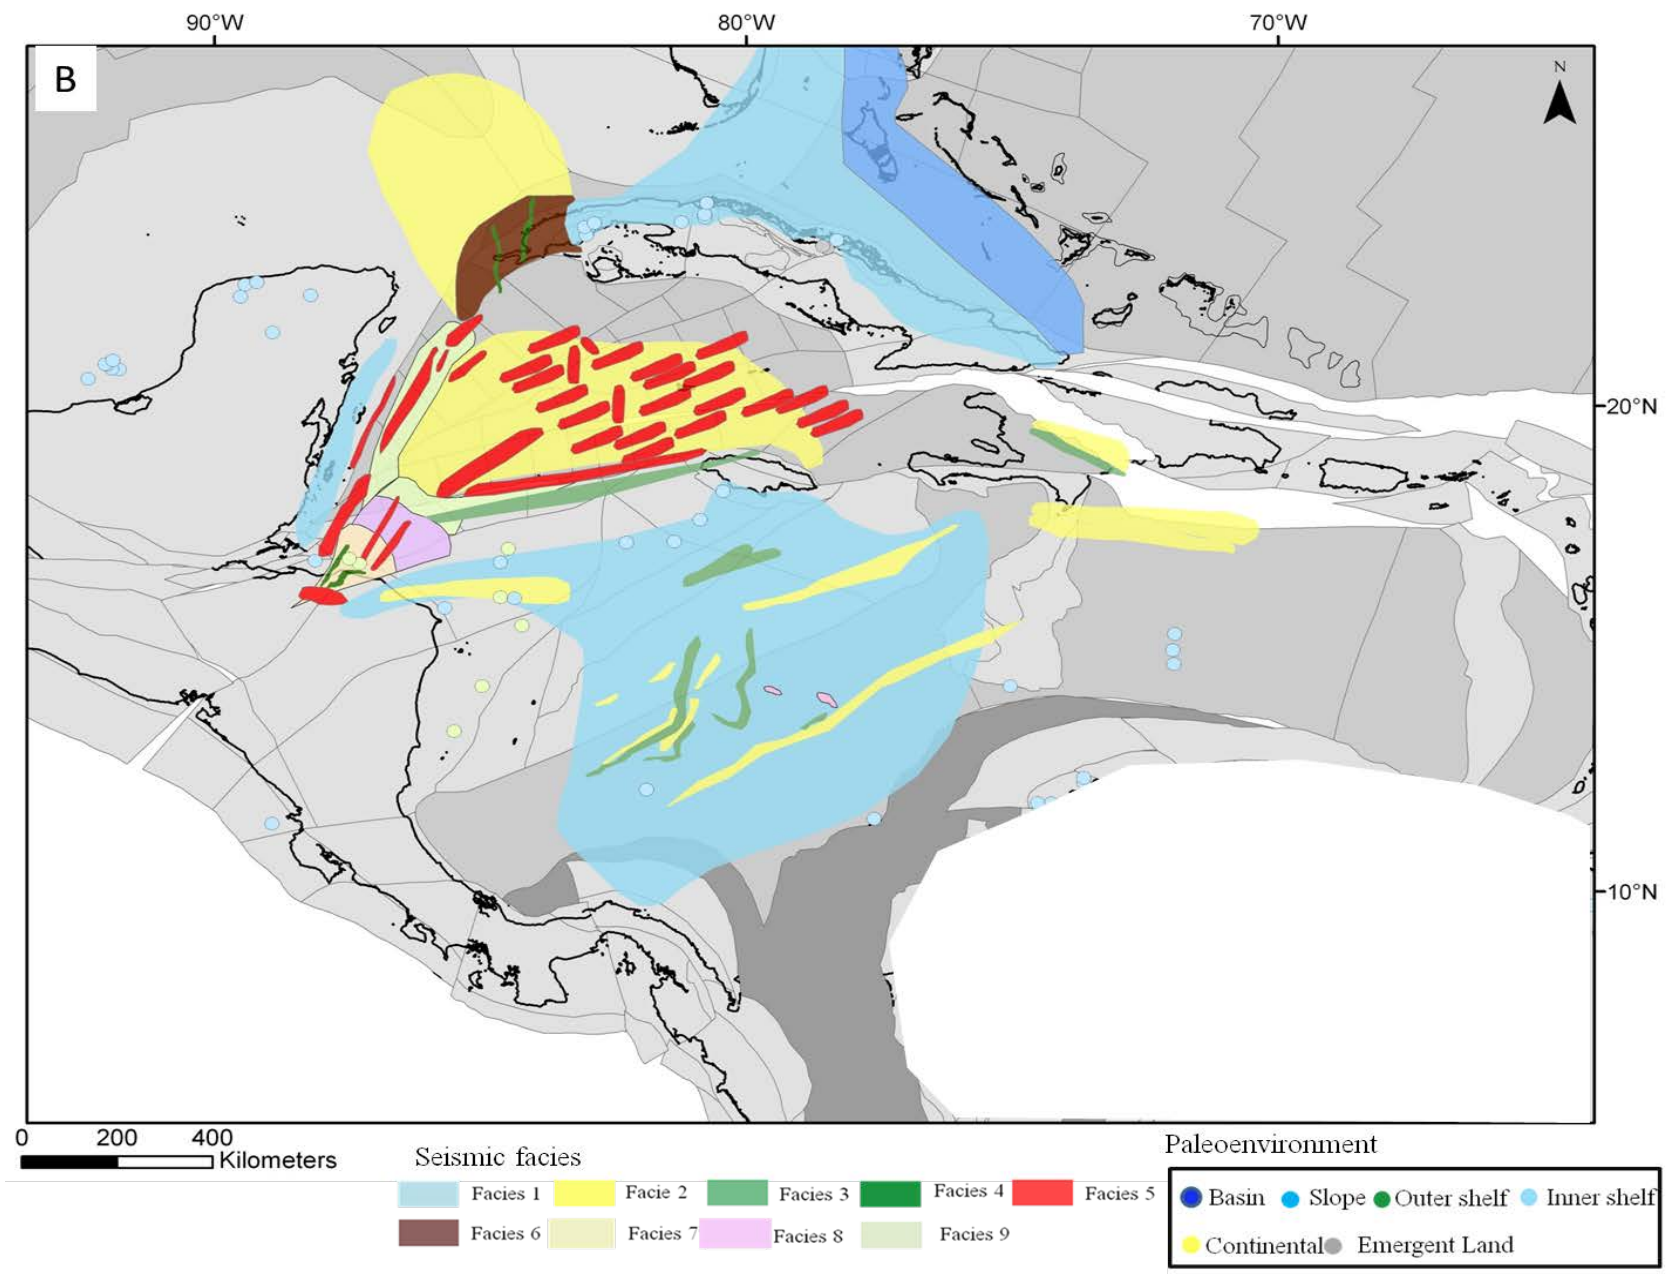 90°W 80°W 70°W
B
N
20°N
10°N
0 200 400
Kilometers
Seismic facies
Facies 1 Facie 2 Facies 3 Facies 4 Facies 5
Facies 6 Facies 7 Facies 8 Facies 9
Paleoenvironment
Basin Slope Outer shelf Inner shelf
Continental Emergent Land